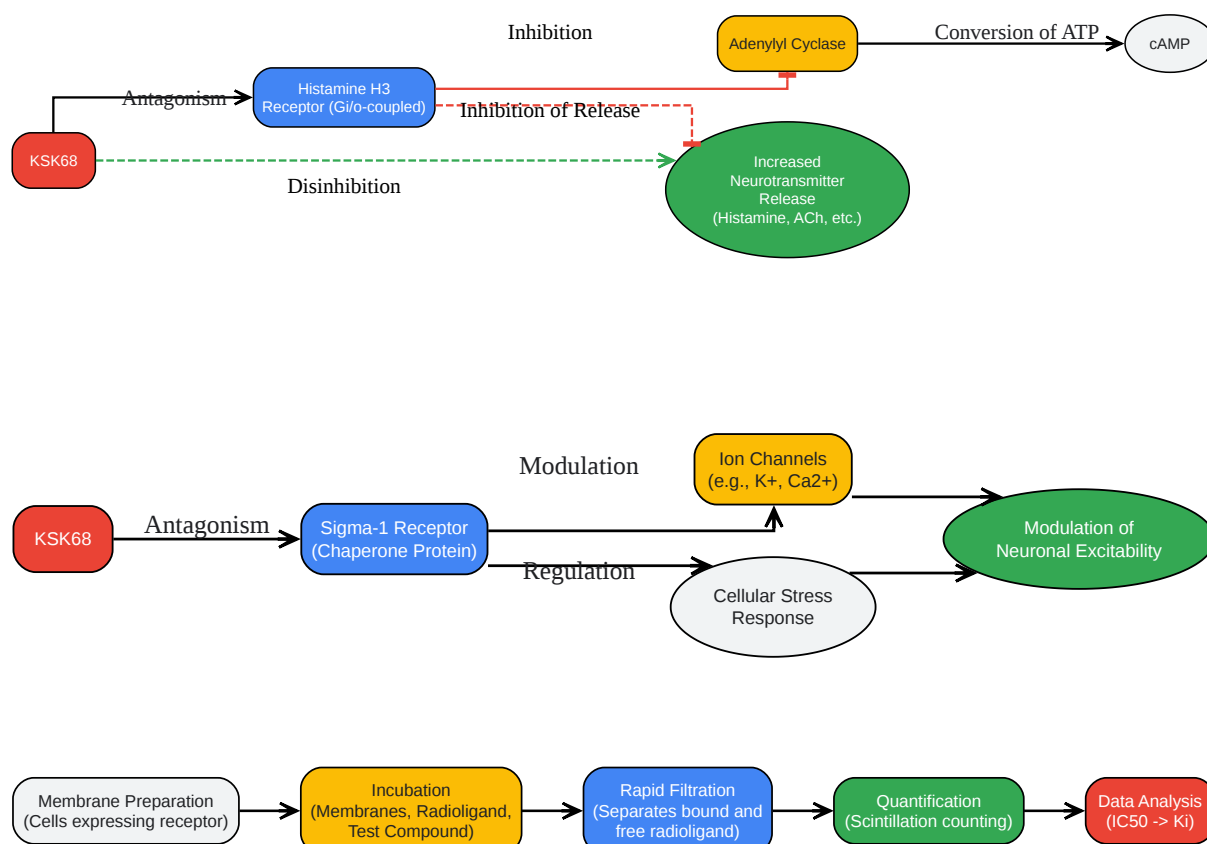 Inhibition
Adenylyl Cyclase
Conversion of ATP
cAMP
Antagonism
Histamine H3
Receptor (Gi/o-coupled)
Inhibition of Release
KSK68
Disinhibition
Increased
Neurotransmitter
Release
(Histamine, ACh, etc.)
Modulation
Ion Channels
(e.g., K+, Ca2+)
KSK68
Antagonism
Sigma-1 Receptor
(Chaperone Protein)
Modulation of
Neuronal Excitability
Regulation
Cellular Stress
Response
Membrane Preparation
(Cells expressing receptor)
Incubation
(Membranes, Radioligand,
Test Compound)
Rapid Filtration
(Separates bound and
free radioligand)
Quantification
(Scintillation counting)
Data Analysis
(IC50 -> Ki)